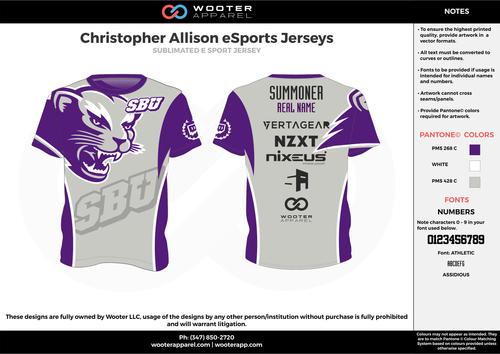 WOOTER
APPAREL
Christopher Allison eSports Jerseys
SUBLIMATED E SPORT JERSEY
SBU
SBU
SUMMONER
REAL NAME
VERTAGEAR
NZXT
nixeus
WOOTER
APPAREL
NOTES
• To ensure the highest printed
quality, provide artwork in a
vector formats.
• All text must be converted to
curves or outlines.
• Fonts to be provided if usage is
intended for individual names
and numbers.
• Artwork cannot cross
seams/panels.
• Provide Pantone© colors
required for artwork.
PANTONE© COLORS
PMS 268 C
WHITE
PMS 428 C
FONTS
NUMBERS
Note characters 0 - 9 in your
font used below.
0123456789
Font: ATHLETIC
ABCDEFG
ASSIDIOUS
These designs are fully owned by Wooter LLC, usage of the designs by any other person/institution without purchase is fully prohibited
and will warrant litigation.
Ph: (347) 850-2720
wooterapparel.com | wooterapp.com
Colours may not appear as intended. They
are to match Pantone © Colour Matching
System based on colours provided unless
otherwise specified.